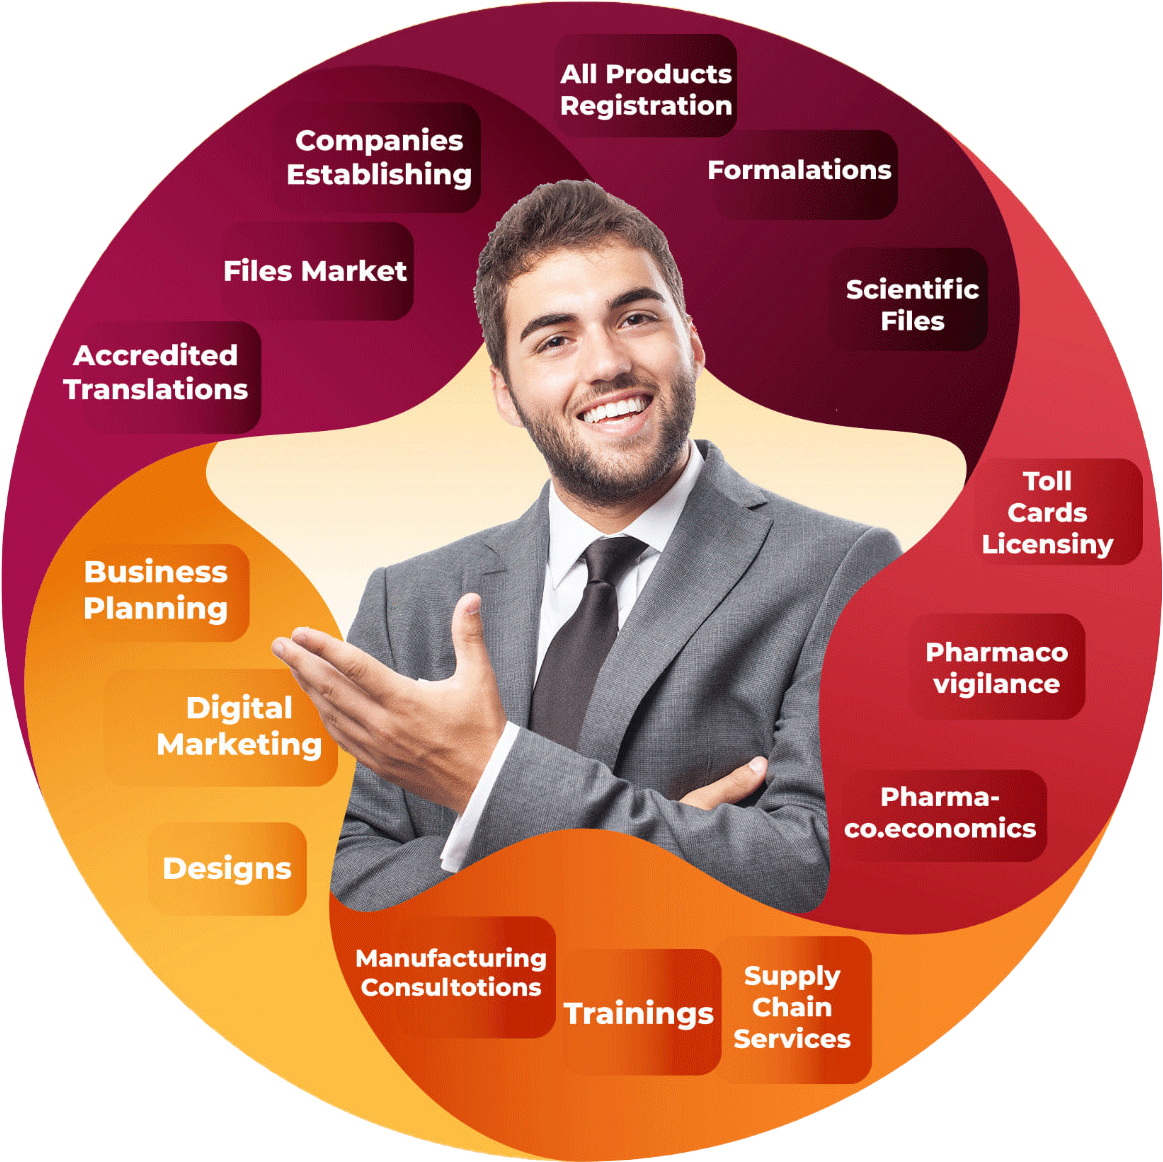 All Products
Registration
Formalations
Scientific
Files
Companies
Establishing
Files Market
Accredited
Translations
Toll
Cards
Licensiny
Pharmaco
vigilance
Pharma-
co.economics
Business
Planning
Digital
Marketing
Designs
Manufacturing
Consultotions
Trainings
Supply
Chain
Services